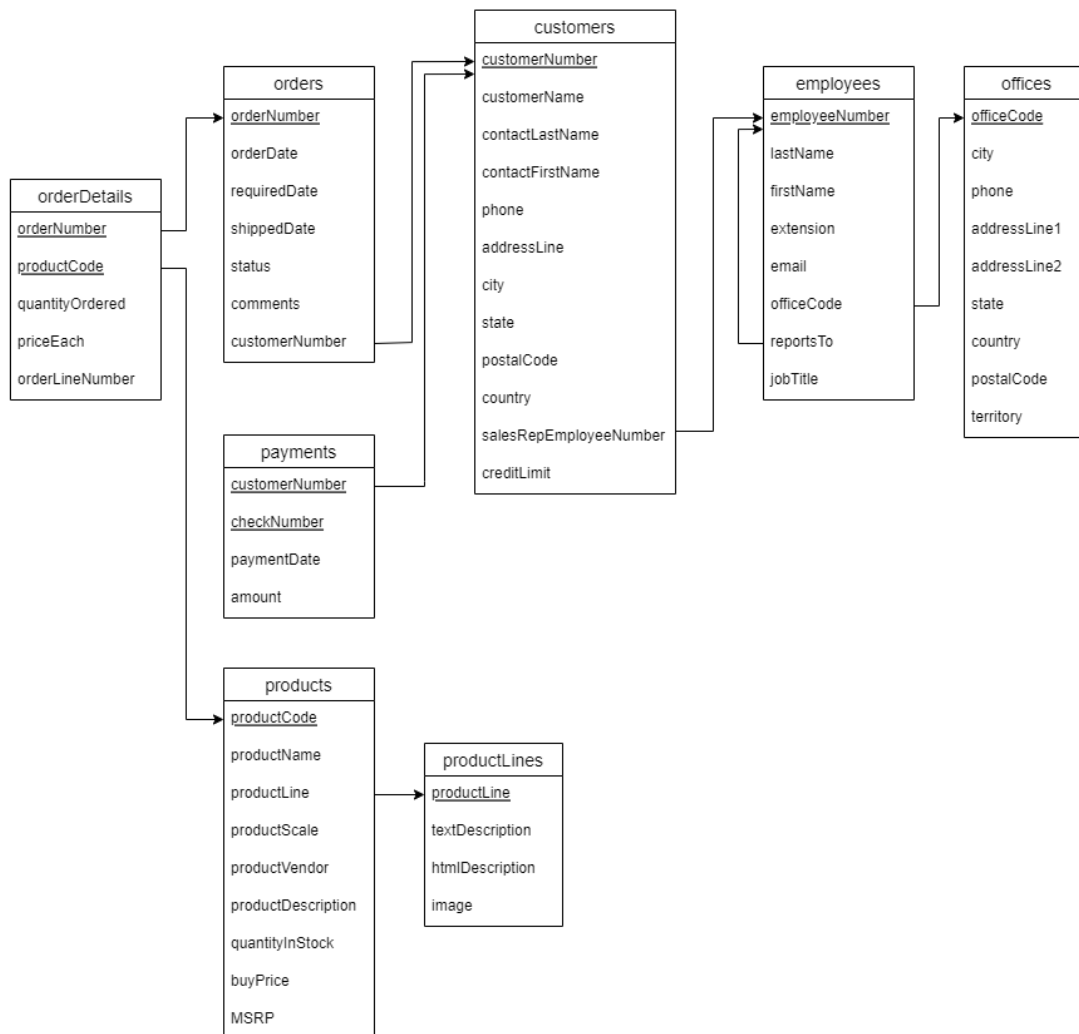 customers
customerNumber
customerName
contactLastName
contactFirstName
phone
addressLine
city
state
postalCode
country
salesRepEmployeeNumber
creditLimit
orders
orderNumber
orderDate
requiredDate
shippedDate
status
comments
customerNumber
employees
employeeNumber
lastName
firstName
extension
email
officeCode
reportsTo
jobTitle
offices
officeCode
city
phone
addressLine1
addressLine2
state
country
postalCode
territory
orderDetails
orderNumber
productCode
quantityOrdered
priceEach
orderLineNumber
payments
customerNumber
checkNumber
paymentDate
amount
products
productCode
productName
productLine
productScale
productVendor
productDescription
quantityInStock
buyPrice
MSRP
productLines
productLine
textDescription
htmlDescription
image